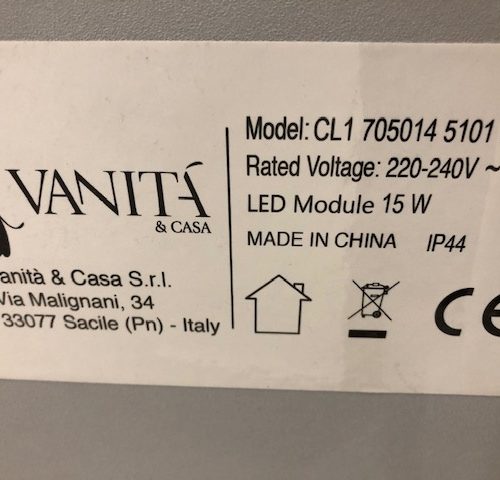 VANITÁ
& CASA
anità & Casa S.r.l.
Via Malignani, 34
33077 Sacile (Pn) - Italy
Model: CL1 705014 5101
Rated Voltage: 220-240V ~
LED Module 15 W
MADE IN CHINA IP44
CE